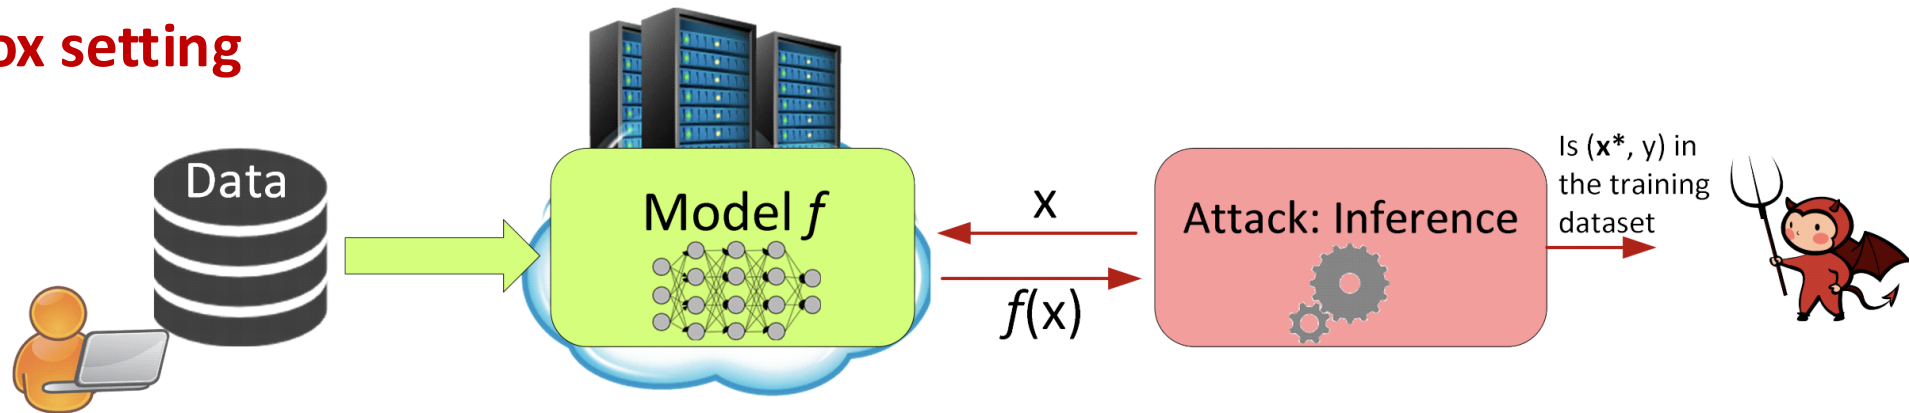 ox setting
Data
Model f
x
f(x)
Attack: Inference
Is (x*, y) in
the training
dataset